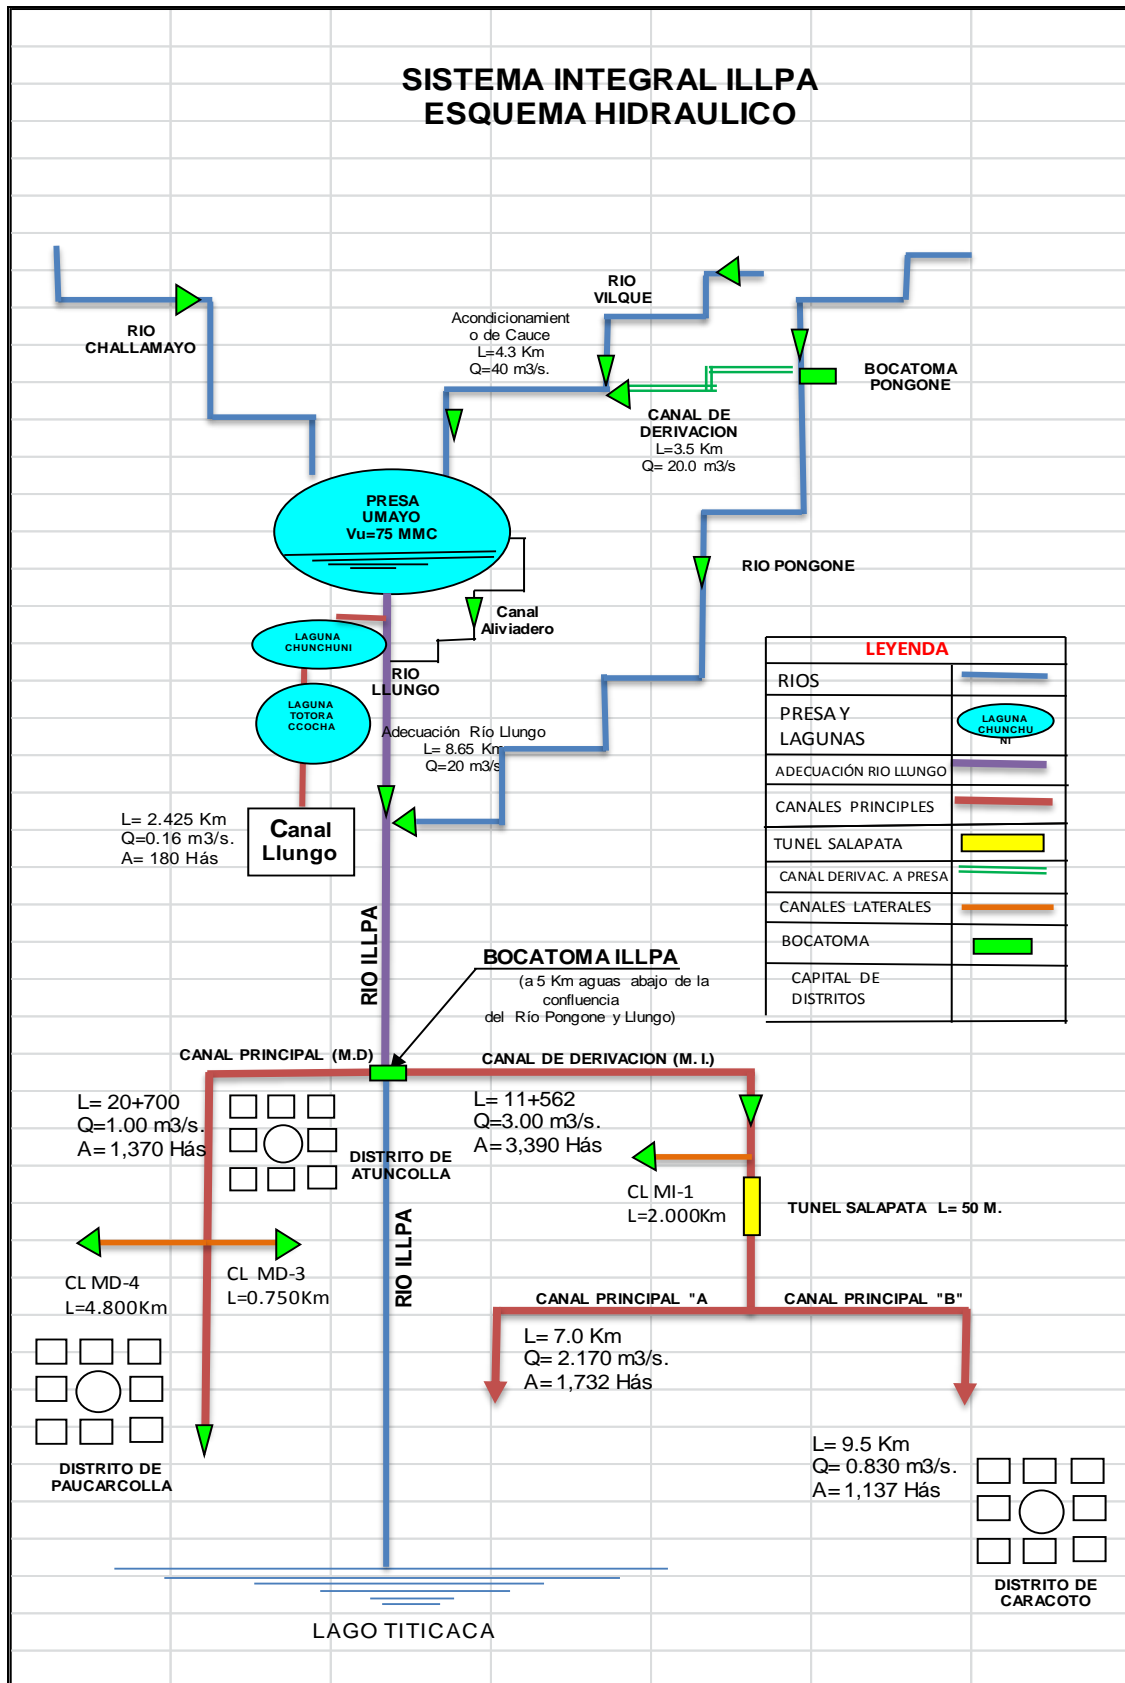 SISTEMA INTEGRAL ILLPA
ESQUEMA HIDRAULICO
RIO
VILQUE
RIO
CHALLAMAYO
Acondicionamient
o de Cauce
L=4.3 Km
Q=40 m3/s.
BOCATOMA
PONGONE
CANAL DE
DERIVACION
L=3.5 Km
Q= 20.0 m3/s
PRESA
UMAYO
Vu=75 MMC
RIO PONGONE
Canal
Aliviadero
LAGUNA
CHUNCHUNI
RIO
LLUNGO
LAGUNA
TOTORA
CCOCHA
Adecuación Río Llungo
L= 8.65 Km
Q=20 m3/s
L= 2.425 Km
Q=0.16 m3/s.
A= 180 Hás
Canal
Llungo
LEYENDA
RIOS
PRESA Y
LAGUNAS
LAGUNA
CHUNCHU
NI
ADECUACIÓN RIO LLUNGO
CANALES PRINCIPLES
TUNEL SALAPATA
CANAL DERIVAC. A PRESA
CANALES LATERALES
BOCATOMA
CAPITAL DE
DISTRITOS
RIO ILLPA
BOCATOMA ILLPA
(a 5 Km aguas abajo de la
confluencia
del Río Pongone y Llungo)
CANAL PRINCIPAL (M.D)
CANAL DE DERIVACION (M. I.)
L= 20+700
Q=1.00 m3/s.
A= 1,370 Hás
L= 11+562
Q=3.00 m3/s.
A= 3,390 Hás
DISTRITO DE
ATUNCOLLA
CL MI-1
L=2.000Km
TUNEL SALAPATA L= 50 M.
RIO ILLPA
CL MD-4
L=4.800Km
CL MD-3
L=0.750Km
CANAL PRINCIPAL "A
CANAL PRINCIPAL "B"
L= 7.0 Km
Q= 2.170 m3/s.
A= 1,732 Hás
DISTRITO DE
PAUCARCOLLA
L= 9.5 Km
Q= 0.830 m3/s.
A= 1,137 Hás
DISTRITO DE
CARACOTO
LAGO TITICACA